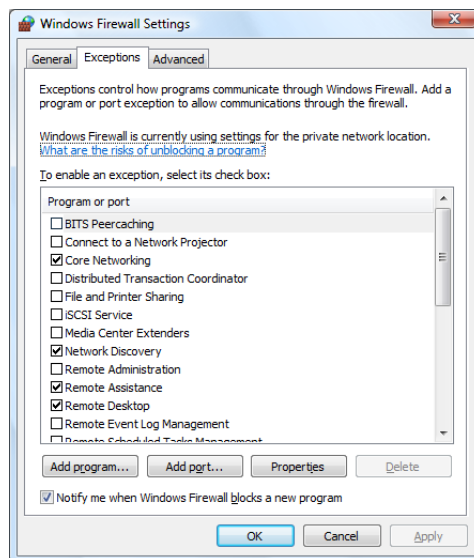 Windows Firewall Settings
General Exceptions Advanced
Exceptions control how programs communicate through Windows Firewall. Add a
program or port exception to allow communications through the firewall.
Windows Firewall is currently using settings for the private network location.
What are the risks of unblocking a program?
To enable an exception, select its check box:
Program or port
BITS Peercaching
Connect to a Network Projector
Core Networking
Distributed Transaction Coordinator
File and Printer Sharing
iSCSI Service
Media Center Extenders
Network Discovery
Remote Administration
Remote Assistance
Remote Desktop
Remote Event Log Management
Remote Scheduled Tasks Management
Add program... Add port... Properties Delete
Notify me when Windows Firewall blocks a new program
OK Cancel Apply